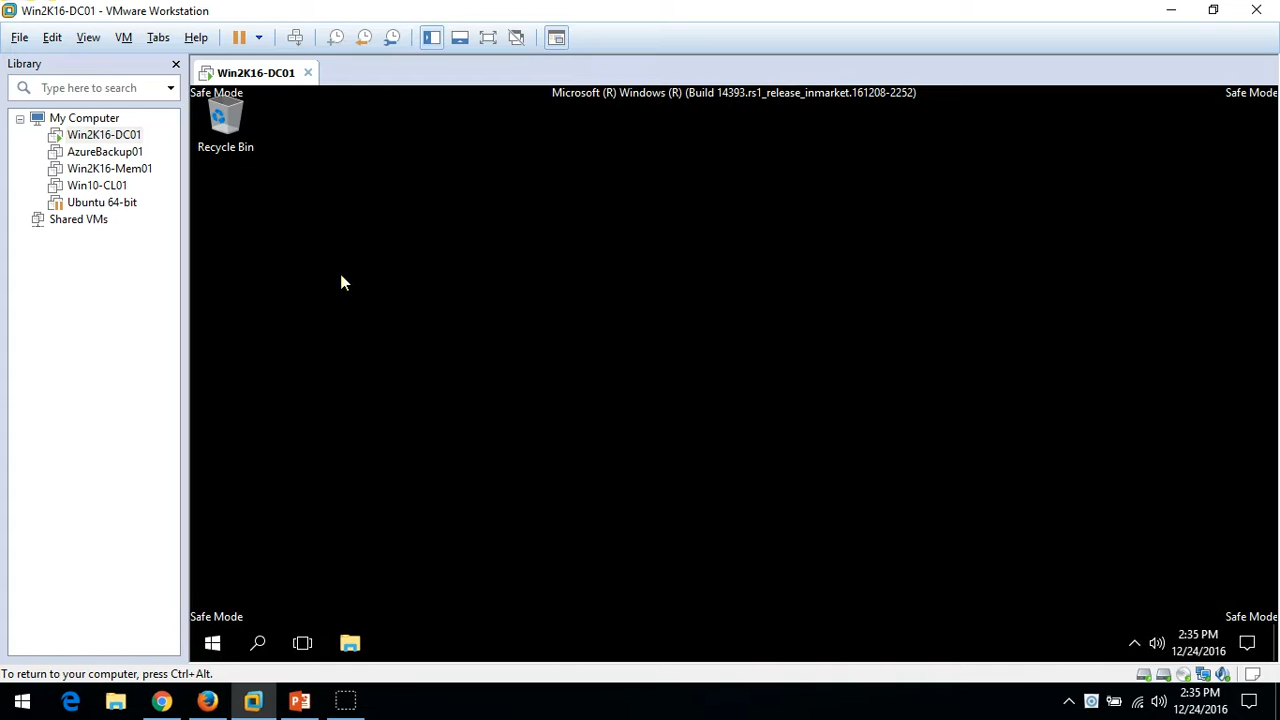 Win2K16-DC01 - VMware Workstation
File Edit View VM Tabs Help
Library
Type here to search
My Computer
Win2K16-DC01
AzureBackup01
Win2K16-Mem01
Win10-CL01
Ubuntu 64-bit
Shared VMs
Win2K16-DC01
Safe Mode Microsoft (R) Windows (R) (Build 14393.rs1_release_inmarket.161208-2252) Safe Mode
Recycle Bin
Safe Mode Safe Mode
2:35 PM
12/24/2016
To return to your computer, press Ctrl+Alt.
2:35 PM
12/24/2016